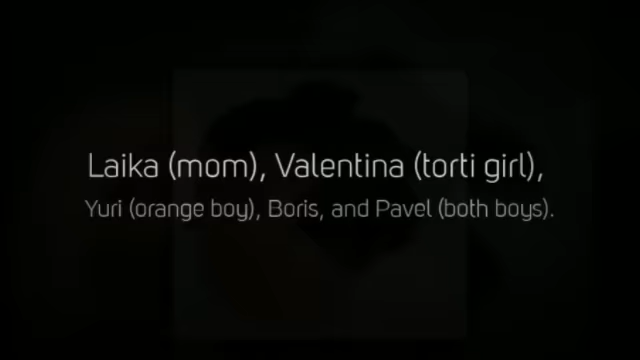 Laika (mom), Valentina (torti girl),
Yuri (orange boy), Boris, and Pavel (both boys).